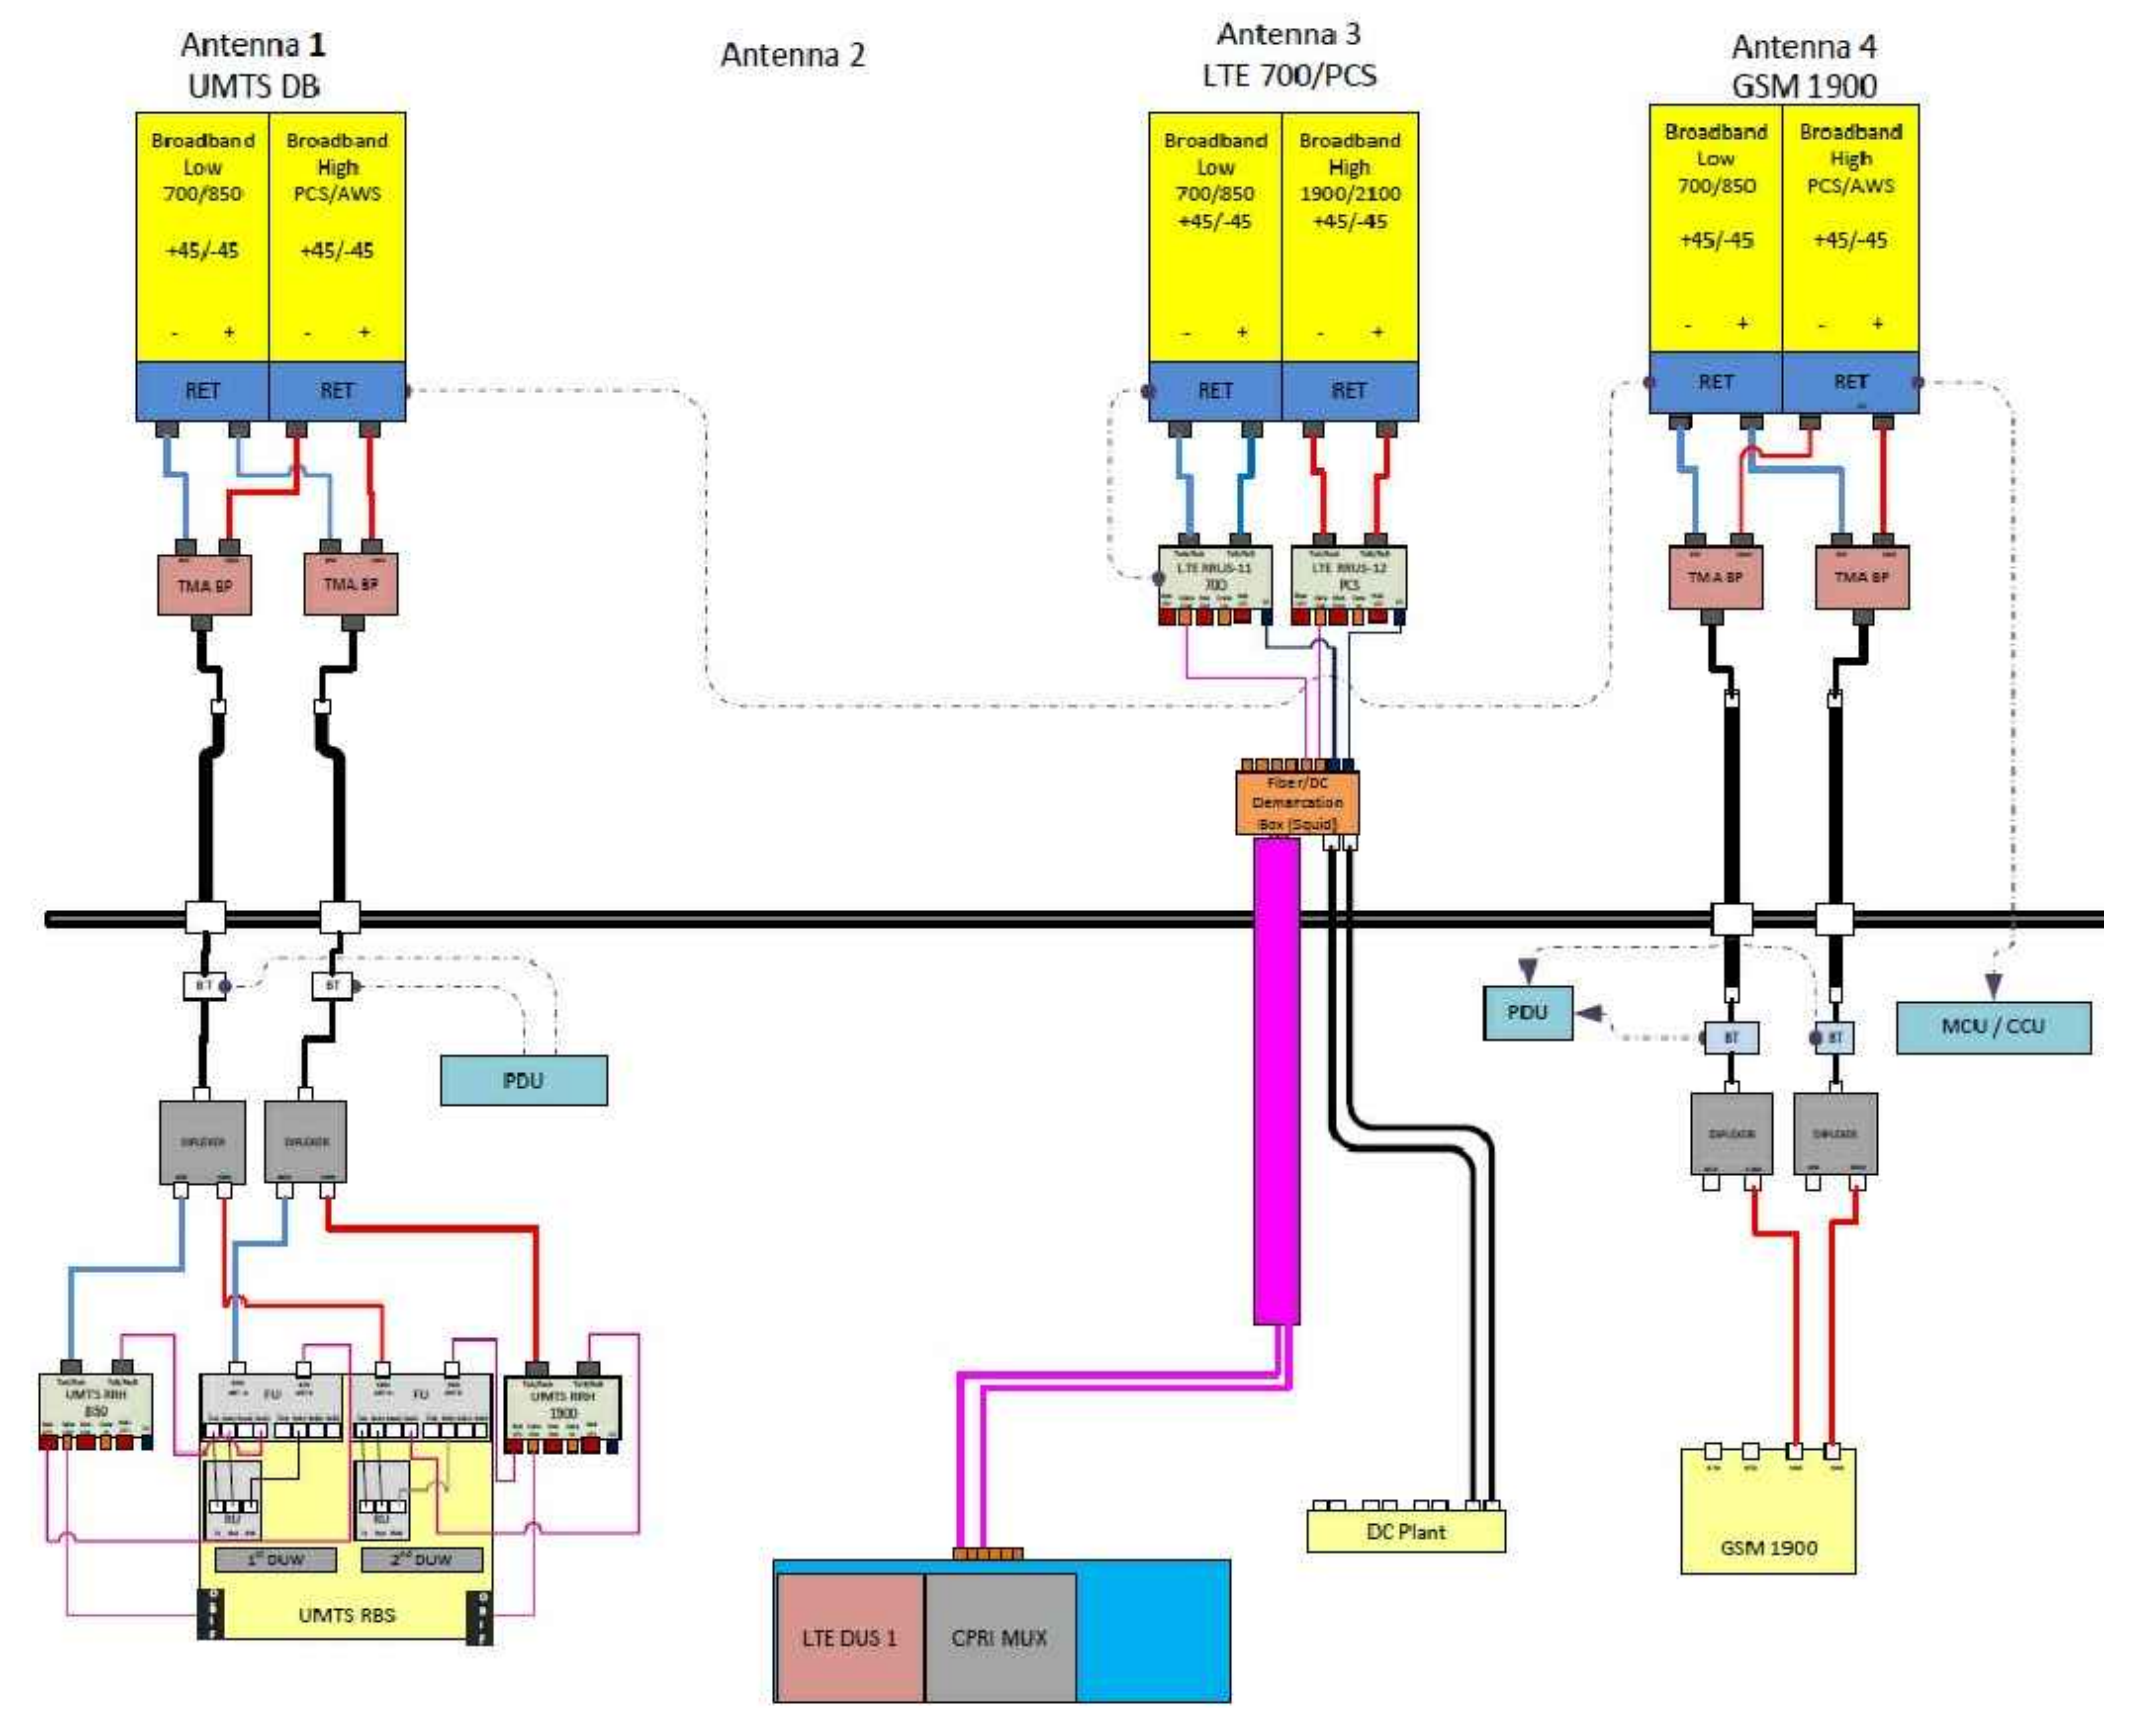 Antenna 1
UMTS DB
Antenna 2
Antenna 3
LTE 700/PCS
Antenna 4
GSM 1900
Broadband
Low
700/850
+45/-45
- +
Broadband
High
PCS/AWS
+45/-45
- +
Broadband
Low
700/850
+45/-45
- +
Broadband
High
1900/2100
+45/-45
- +
Broadband
Low
700/850
+45/-45
- +
Broadband
High
PCS/AWS
+45/-45
- +
RET
RET
RET
RET
RET
RET
TMA BP
TMA BP
LTE RRUS-11
700
LTE RRUS-12
PCS
TMA BP
TMA BP
Fiber/DC
Demarcation
Box (Squid)
BT
BT
PDU
PDU
MCU / CCU
BT
BT
DIPLEXER
DIPLEXER
DIPLEXER
DIPLEXER
UMTS RRH
850
FU
FU
UMTS RRH
1900
RU
RU
1ST DUW
2ND DUW
UMTS RBS
LTE DUS 1
CPRI MUX
DC Plant
GSM 1900